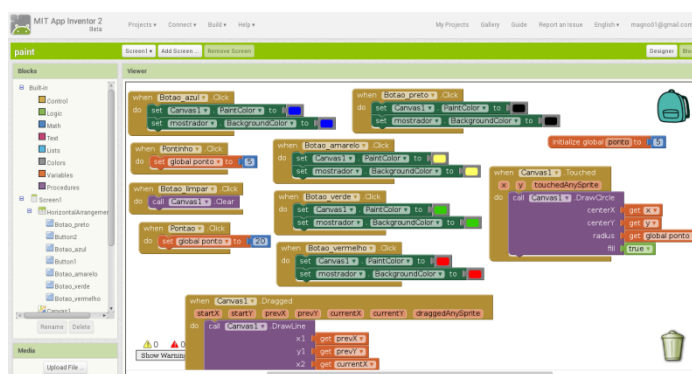 MIT App Inventor 2
Beta
Projects ▾ Connect ▾ Build ▾ Help ▾
My Projects Gallery Guide Report an Issue English ▾ magno01@gmail.com
paint
Screen1 ▾ Add Screen ... Remove Screen
Designer Blo
Blocks
Viewer
Built-in
Control
Logic
Math
Text
Lists
Colors
Variables
Procedures
Screen1
HorizontalArrangemen
Botao_preto
Button2
Botao_azul
Button1
Botao_amarelo
Botao_verde
Botao_vermelho
Canvas1
Rename Delete
Media
Upload File ...
when Botao_azul .Click
do set Canvas1 . PaintColor to
set mostrador . BackgroundColor to
when Botao_preto .Click
do set Canvas1 . PaintColor to
set mostrador . BackgroundColor to
initialize global ponto to 5
when Pontinho .Click
do set global ponto to 5
when Botao_amarelo .Click
do set Canvas1 . PaintColor to
set mostrador . BackgroundColor to
when Botao_limpar .Click
do call Canvas1 .Clear
when Botao_verde .Click
do set Canvas1 . PaintColor to
set mostrador . BackgroundColor to
when Pontao .Click
do set global ponto to 20
when Botao_vermelho .Click
do set Canvas1 . PaintColor to
set mostrador . BackgroundColor to
when Canvas1 .Touched
x y touchedAnySprite
do call Canvas1 .DrawCircle
centerX get x
centerY get y
radius get global ponto
fill true
when Canvas1 .Dragged
startX startY prevX prevY currentX currentY draggedAnySprite
do call Canvas1 .DrawLine
x1 get prevX
y1 get prevY
x2 get currentX
0 0
Show Warnin